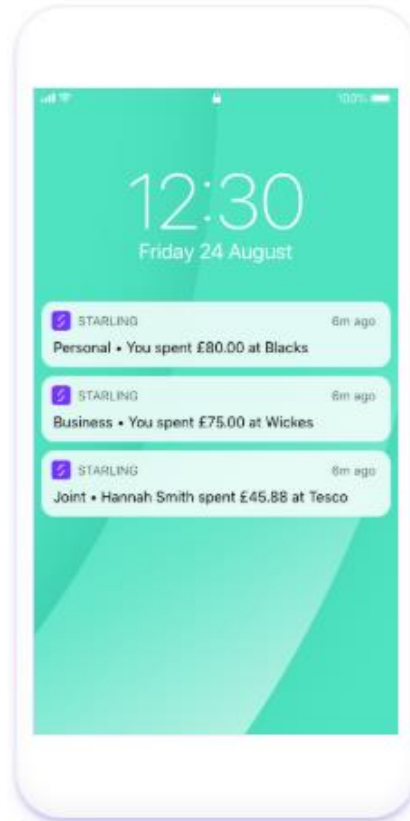 100%
12:30
Friday 24 August
STARLING 6m ago
Personal • You spent £80.00 at Blacks
STARLING 6m ago
Business • You spent £75.00 at Wickes
STARLING 6m ago
Joint • Hannah Smith spent £45.88 at Tesco